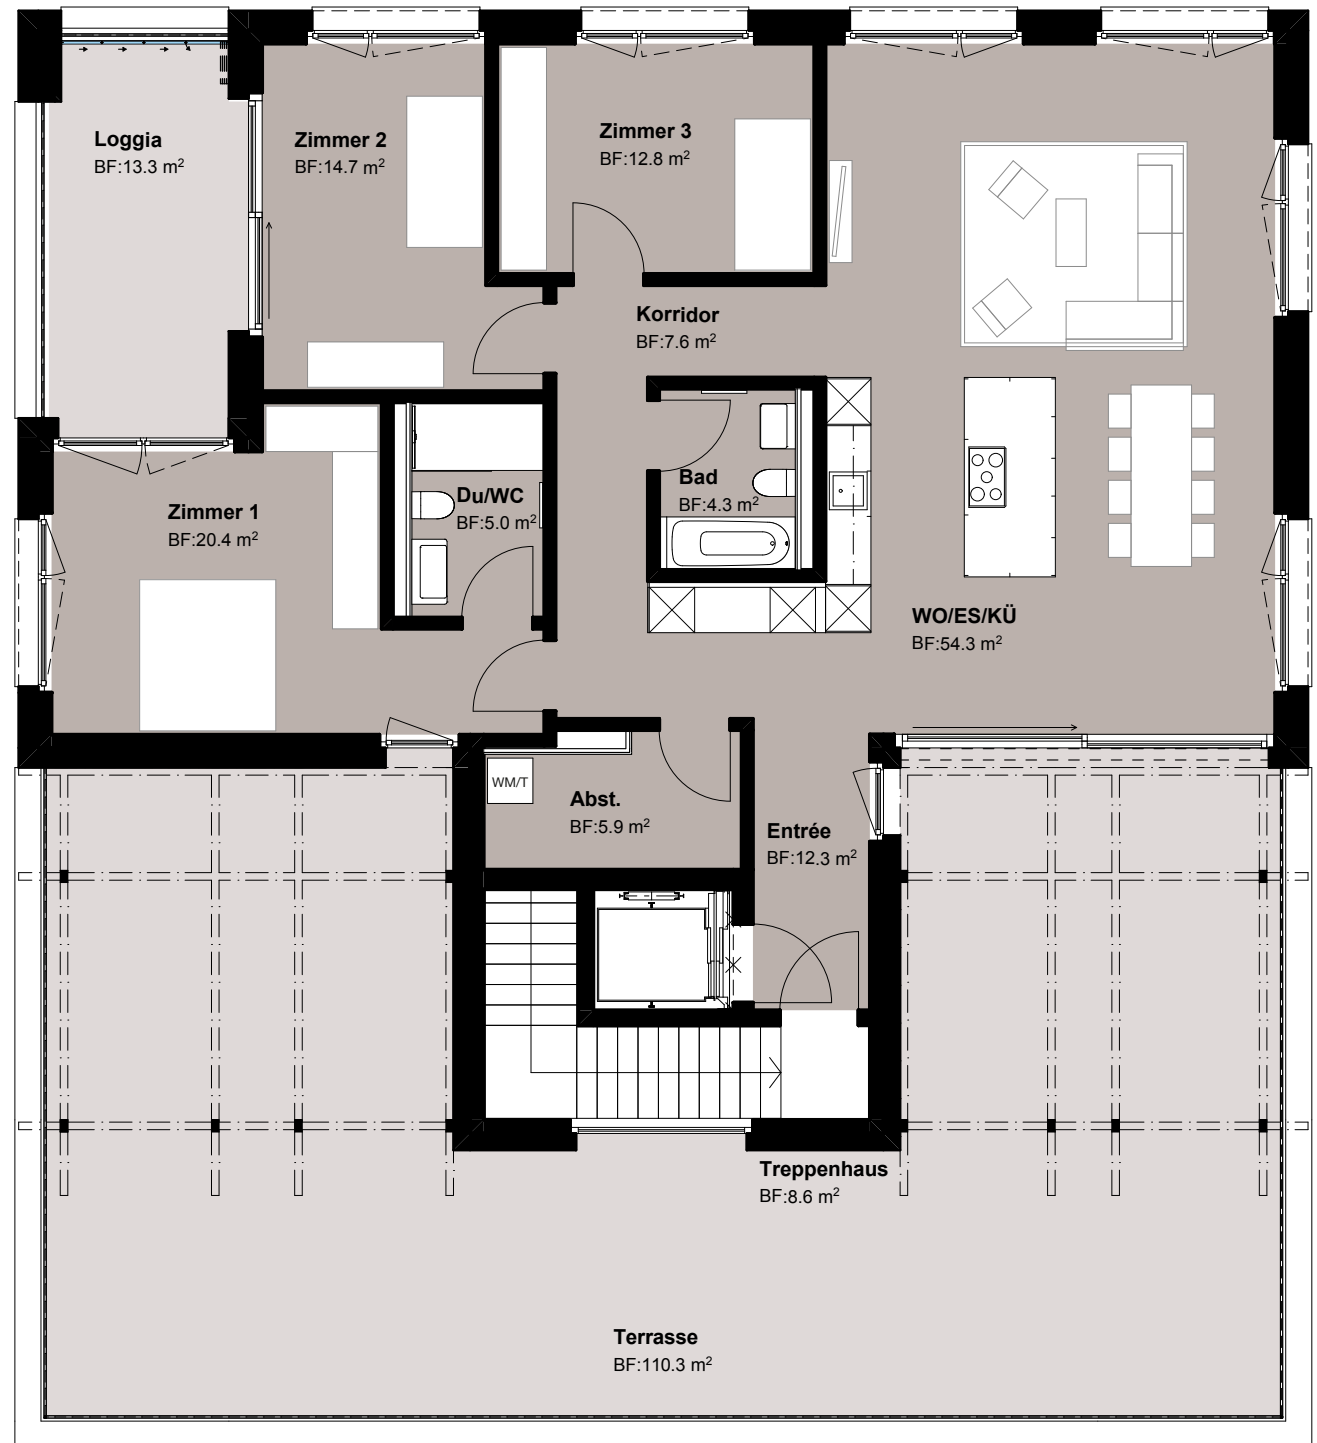 Loggia
BF:13.3 m²
Zimmer 2
BF:14.7 m²
Zimmer 3
BF:12.8 m²
Korridor
BF:7.6 m²
Zimmer 1
BF:20.4 m²
Du/WC
BF:5.0 m²
Bad
BF:4.3 m²
WO/ES/KÜ
BF:54.3 m²
WM/T
Abst.
BF:5.9 m²
Entrée
BF:12.3 m²
Treppenhaus
BF:8.6 m²
Terrasse
BF:110.3 m²